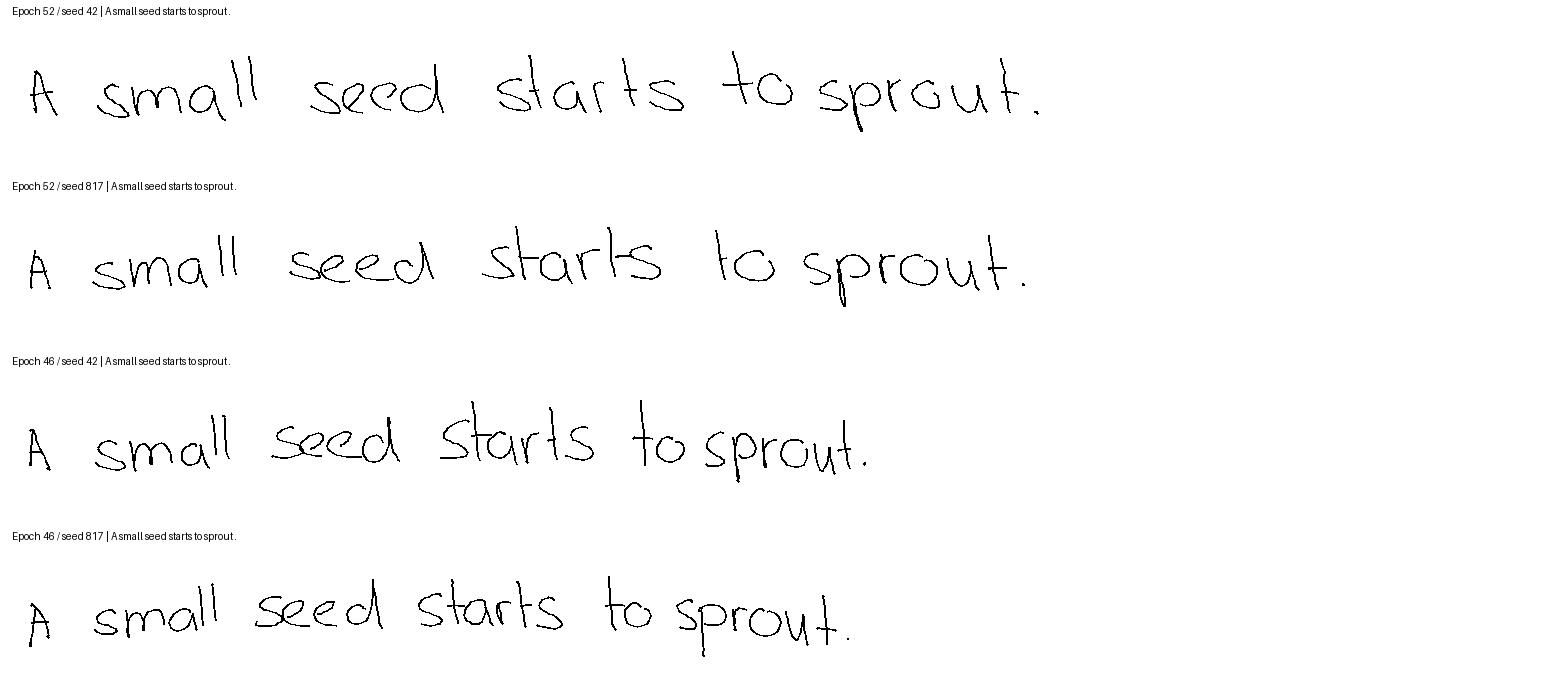 Epoch 52 / seed 42 | A small seed starts to sprout.
A small seed starts to sprout.
Epoch 52 / seed 817 | A small seed starts to sprout.
A small seed starts to sprout.
Epoch 46 / seed 42 | A small seed starts to sprout.
A small seed starts to sprout.
Epoch 46 / seed 817 | A small seed starts to sprout.
A small seed starts to sprout.